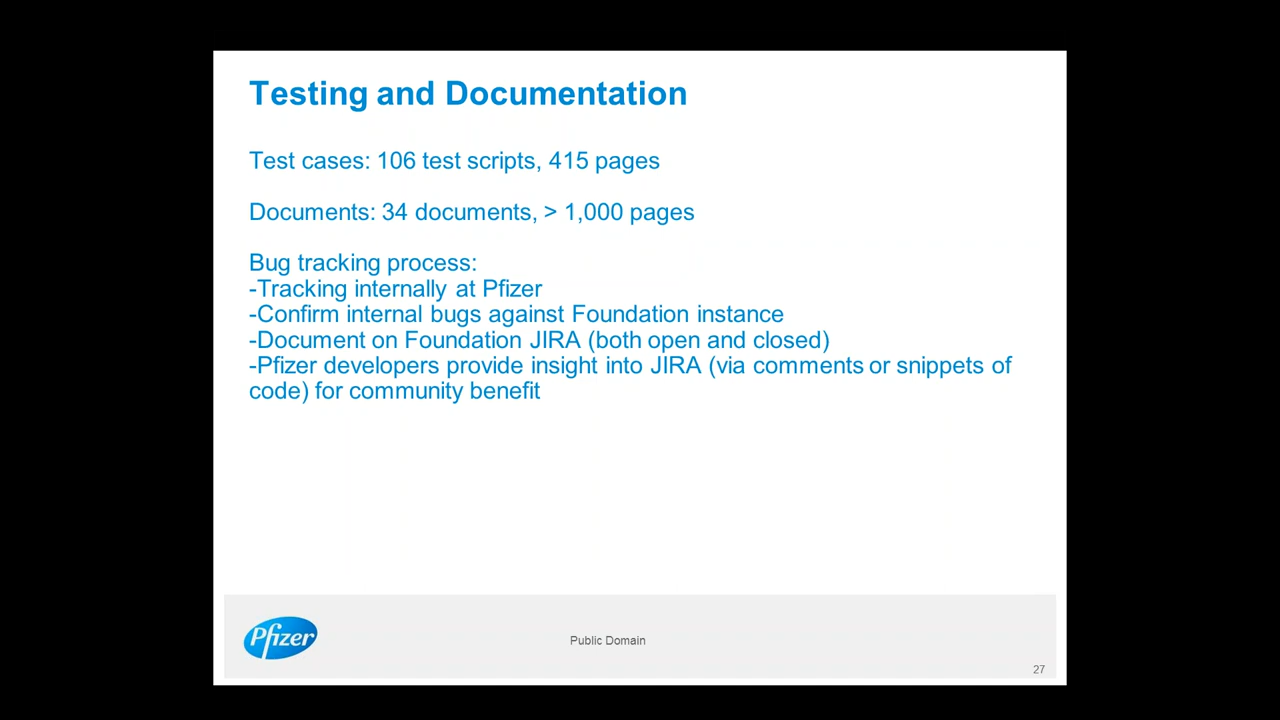 Testing and Documentation
Test cases: 106 test scripts, 415 pages
Documents: 34 documents, > 1,000 pages
Bug tracking process:
-Tracking internally at Pfizer
-Confirm internal bugs against Foundation instance
-Document on Foundation JIRA (both open and closed)
-Pfizer developers provide insight into JIRA (via comments or snippets of
code) for community benefit
Pfizer
Public Domain
27